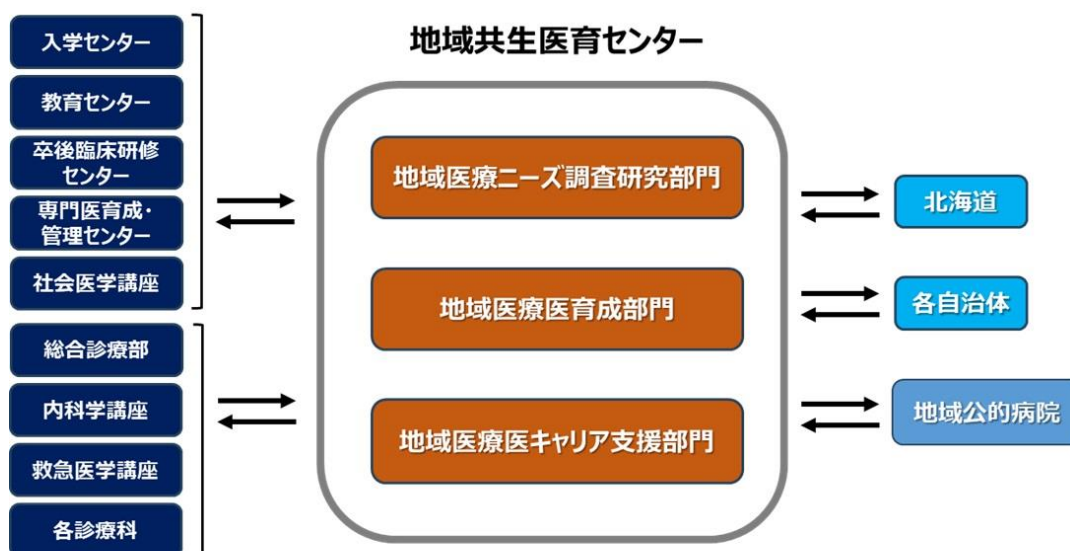 入学センター
教育センター
卒後臨床研修
センター
専門医育成・
管理センター
社会医学講座
総合診療部
内科学講座
救急医学講座
各診療科
地域共生医育センター
地域医療ニーズ調査研究部門
地域医療医育成部門
地域医療医キャリア支援部門
北海道
各自治体
地域公的病院